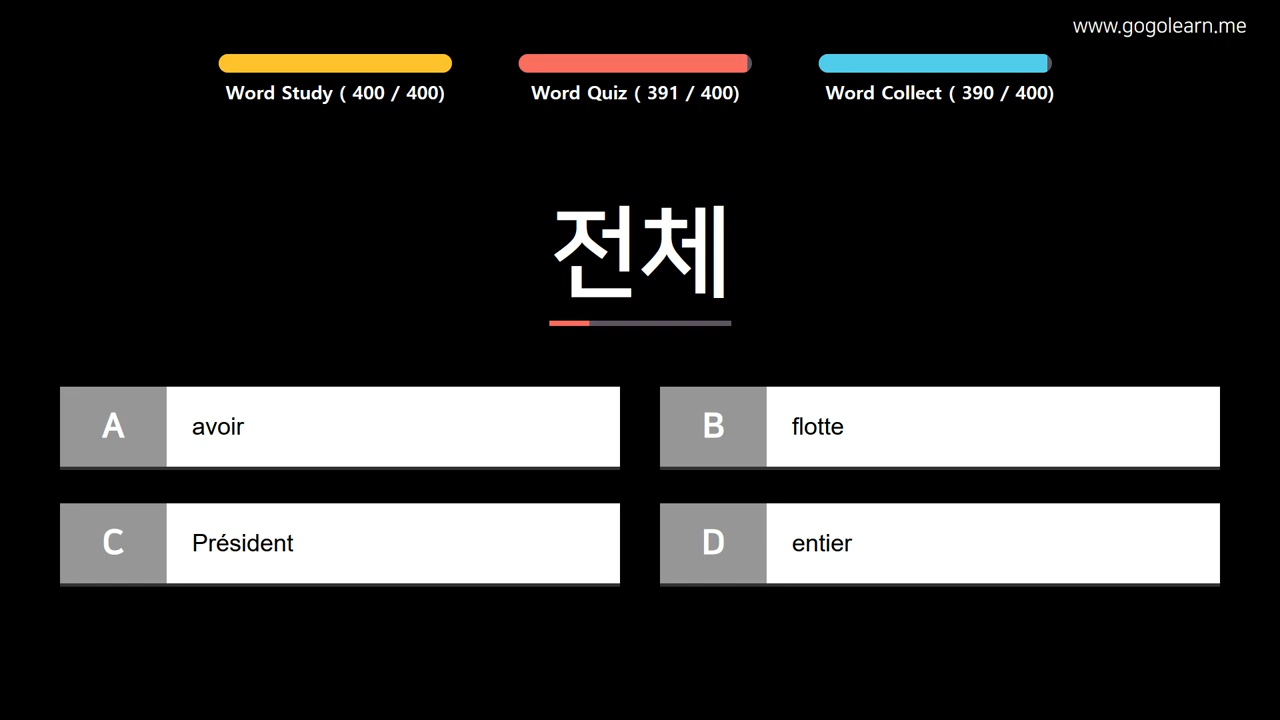 www.gogolearn.me
Word Study ( 400 / 400)
Word Quiz ( 391 / 400)
Word Collect ( 390 / 400)
전체
A avoir
B flotte
C Président
D entier